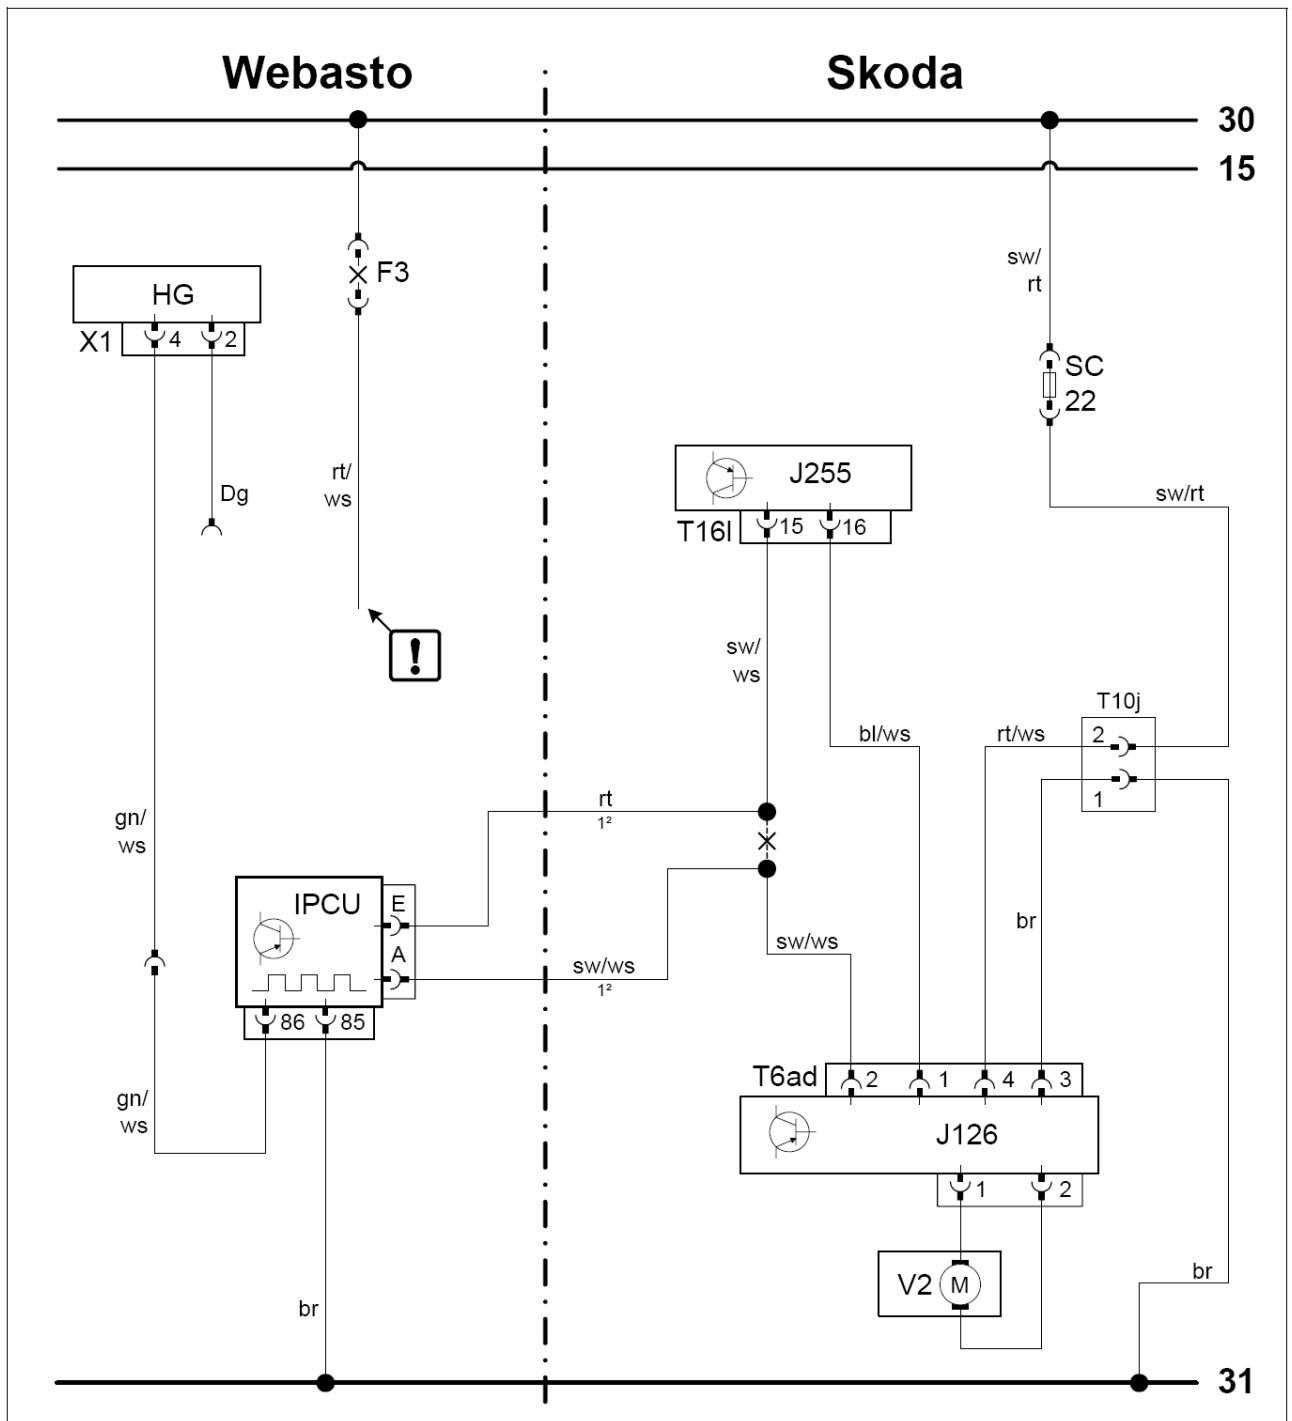 Webasto
Skoda
30
15
F3
sw/
rt
HG
X1
4
2
SC
22
J255
rt/
ws
Dg
sw/rt
T16l
15
16
sw/
ws
!
T10j
bl/ws
rt/ws
2
1
rt
1²
gn/
ws
IPCU
E
A
br
sw/ws
sw/ws
1²
86
85
gn/
ws
T6ad
2
1
4
3
J126
1
2
V2
M
br
br
31